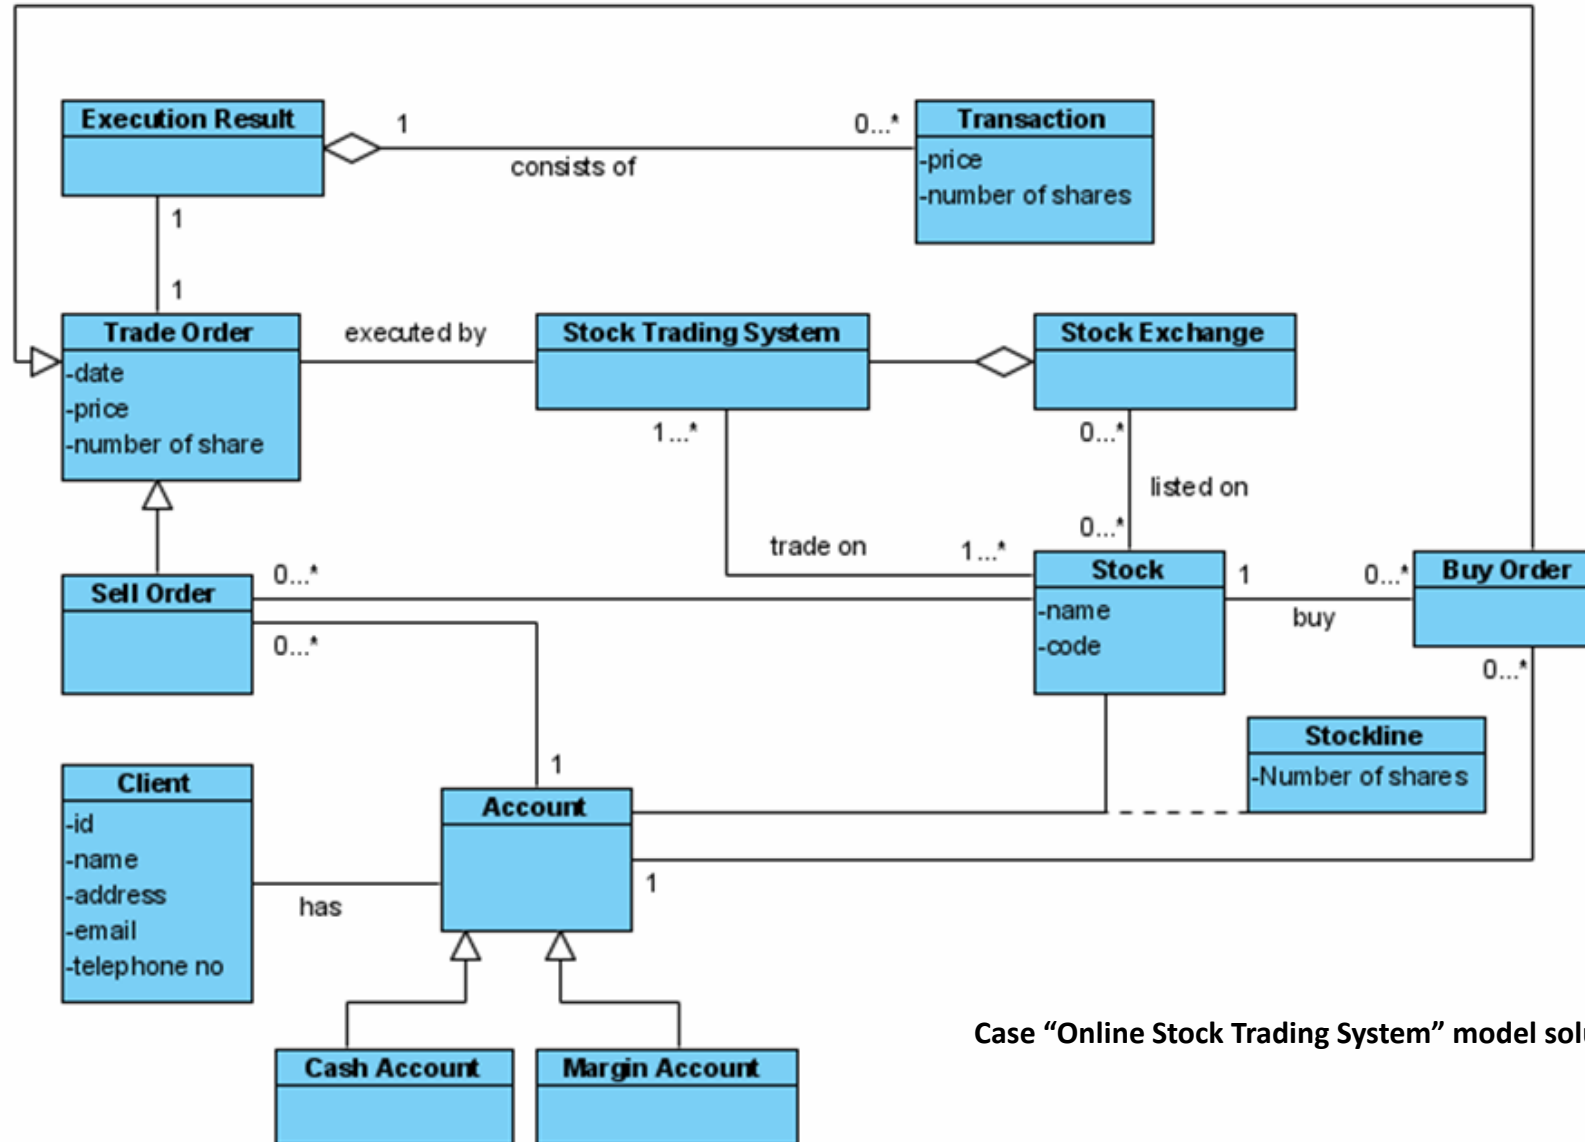 Execution Result
1
consists of
0...*
Transaction
-price
-number of shares
1
1
Trade Order
-date
-price
-number of share
executed by
Stock Trading System
Stock Exchange
1...*
0...*
listed on
0...*
trade on
1...*
Sell Order
0...*
0...*
Stock
-name
-code
1
buy
0...*
Buy Order
0...*
Stockline
-Number of shares
Client
-id
-name
-address
-email
-telephone no
has
1
Account
1
Cash Account
Margin Account
Case “Online Stock Trading System” model